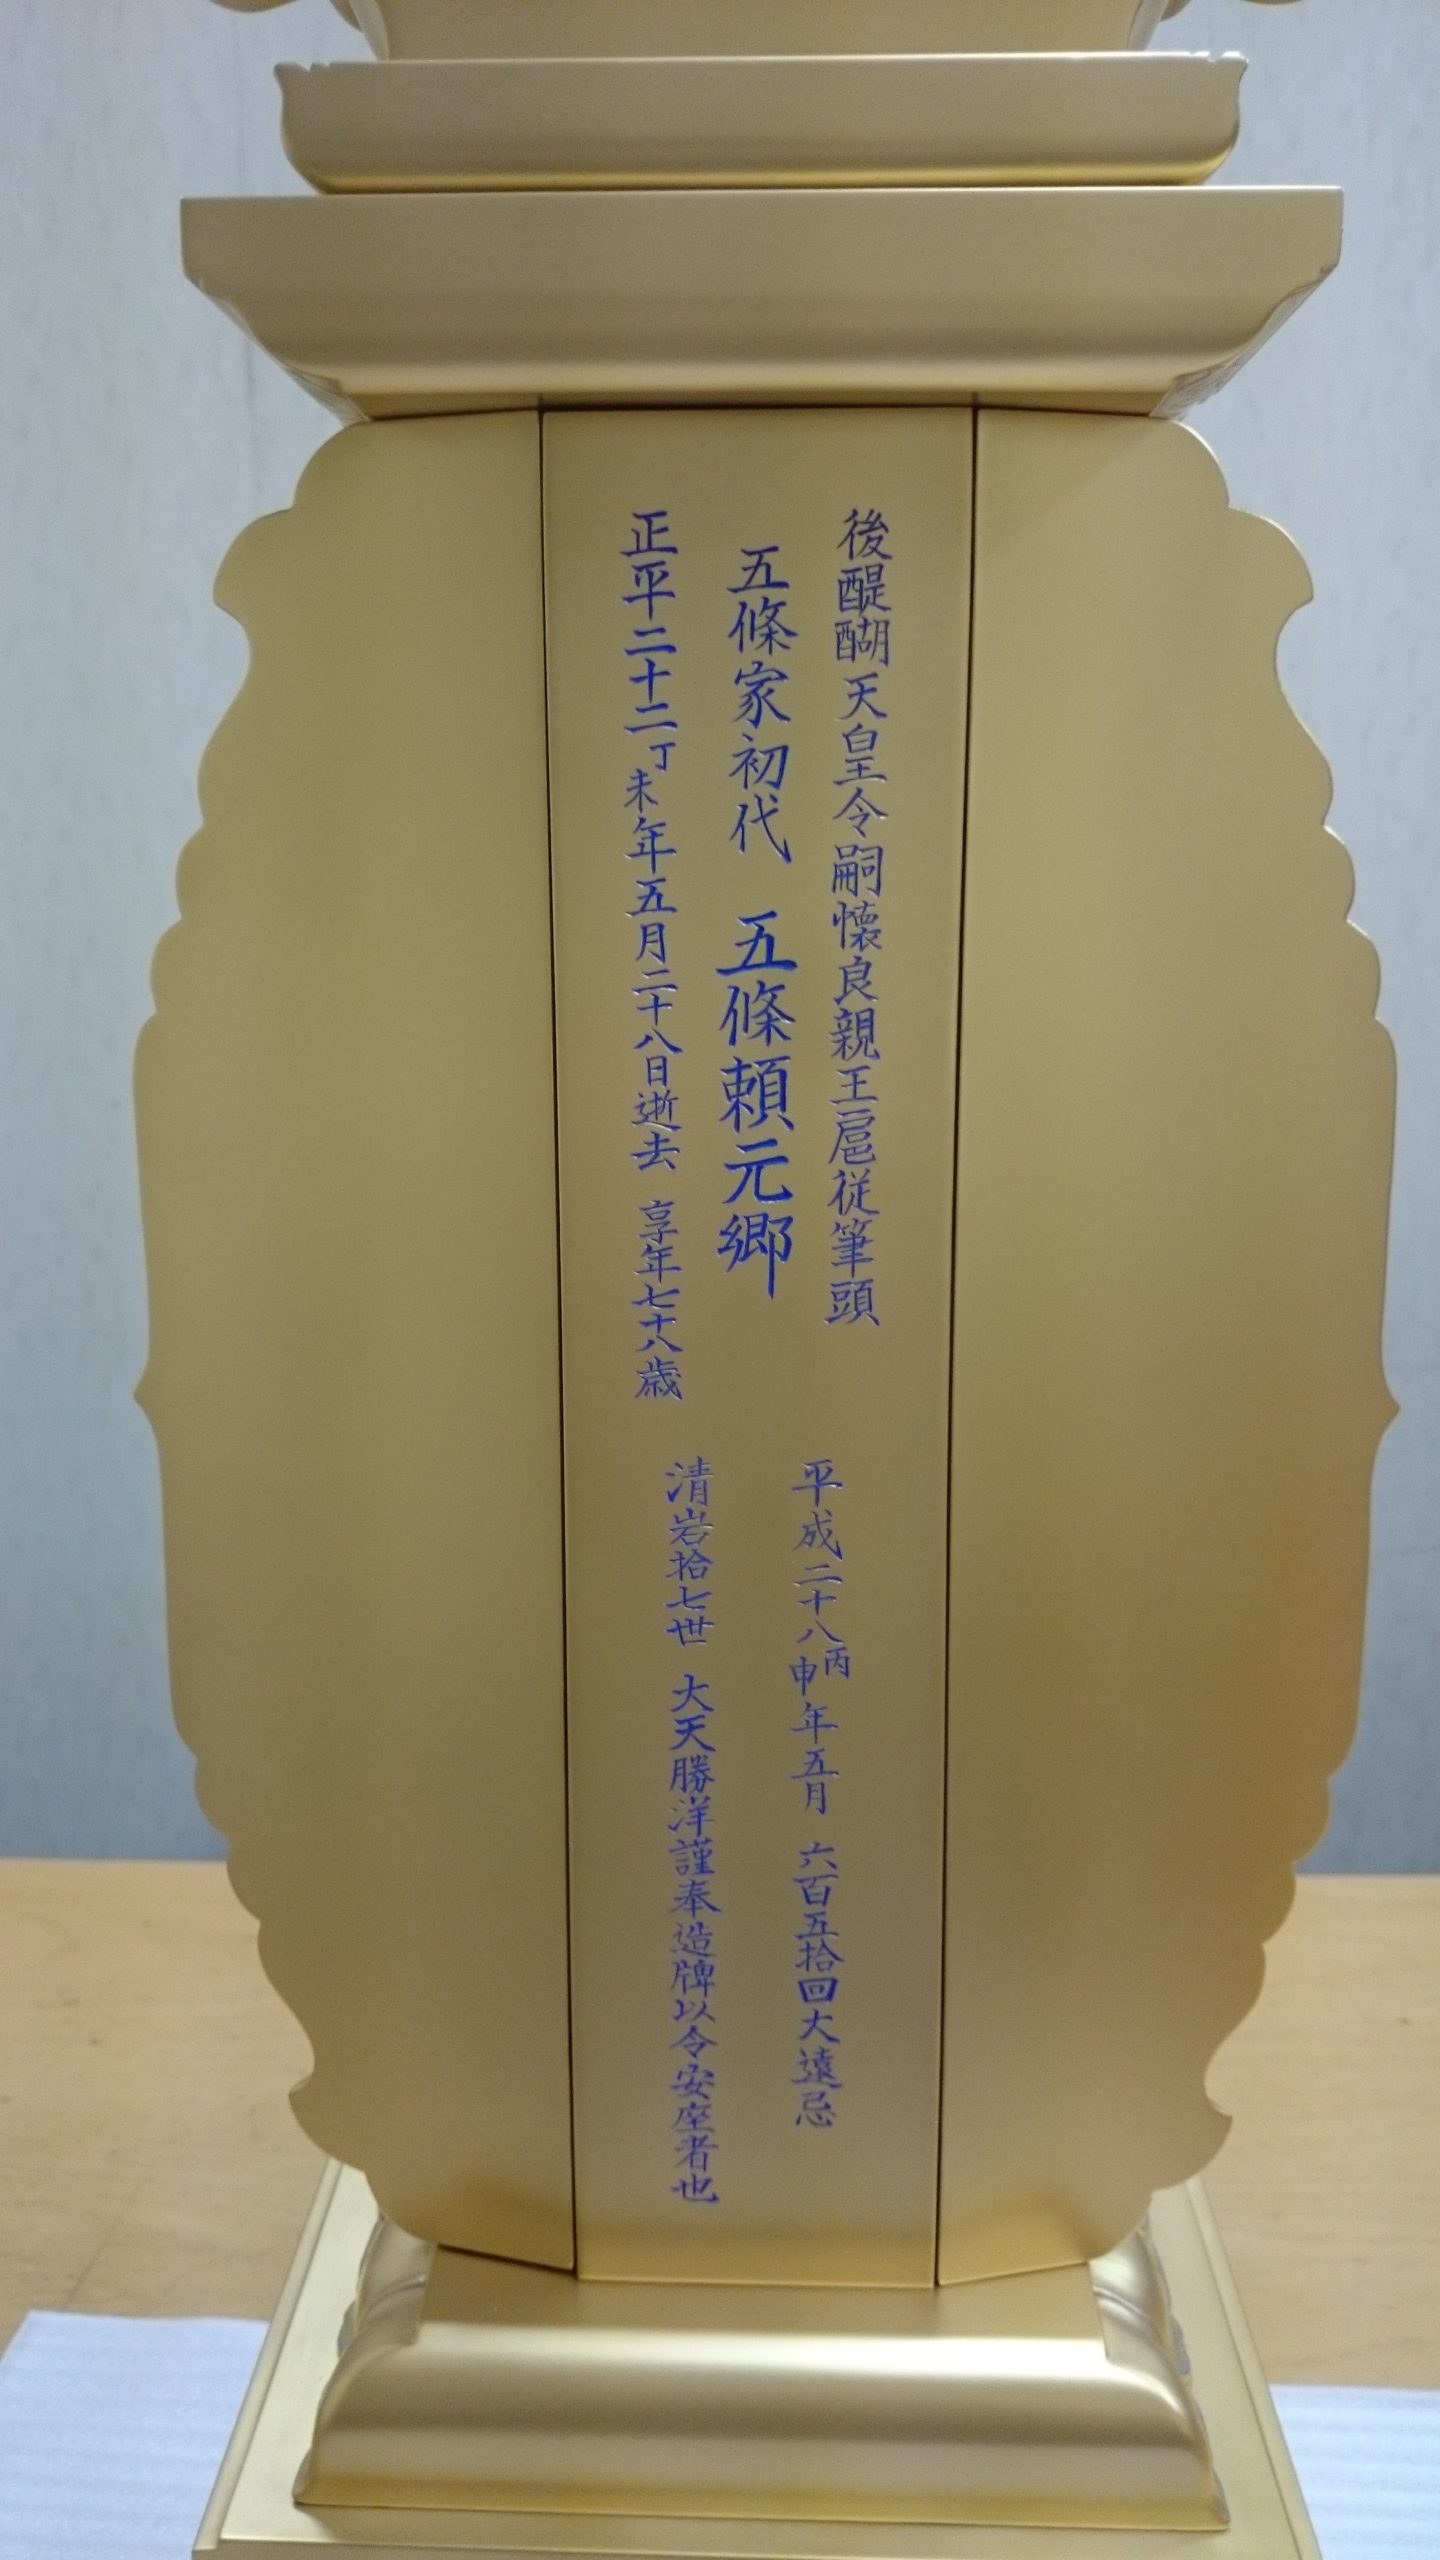 後醍醐天皇令嗣懐良親王扈従筆頭
五條家初代 五條頼元郷
正平二十二丁未年五月二十八日逝去 享年七十八歳
平成二十八丙申年五月 六百五拾回大遠忌
清岩拾七世 大天勝洋謹奉造牌以令安座者也